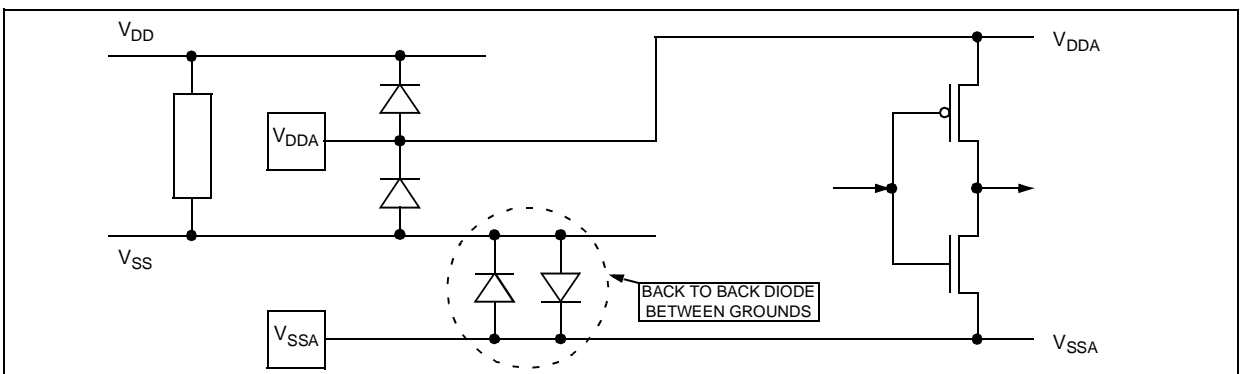 VDD
VDDA
VDDA
VSS
BACK TO BACK DIODE
BETWEEN GROUNDS
VSSA
VSSA